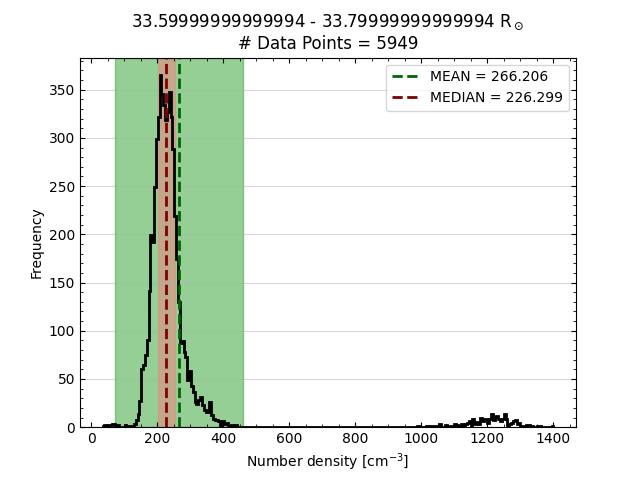 33.59999999999994 - 33.79999999999994 R⊙
# Data Points = 5949
MEAN = 266.206
MEDIAN = 226.299
Frequency
350
300
250
200
150
100
50
0
0 200 400 600 800 1000 1200 1400
Number density [cm⁻³]